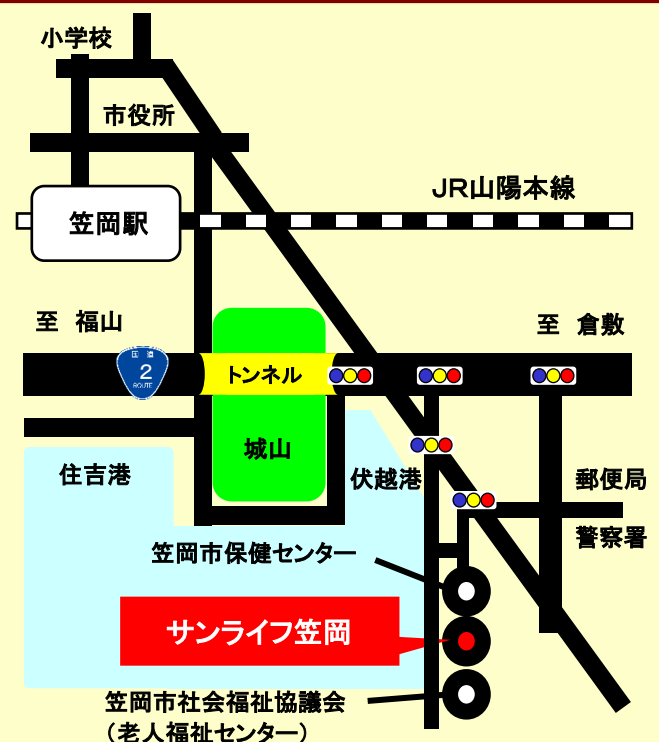 小学校
市役所
JR山陽本線
笠岡駅
至 福山
至 倉敷
国道
2
ROUTE
トンネル
城山
住吉港
伏越港
郵便局
警察署
笠岡市保健センター
サンライフ笠岡
笠岡市社会福祉協議会
（老人福祉センター）